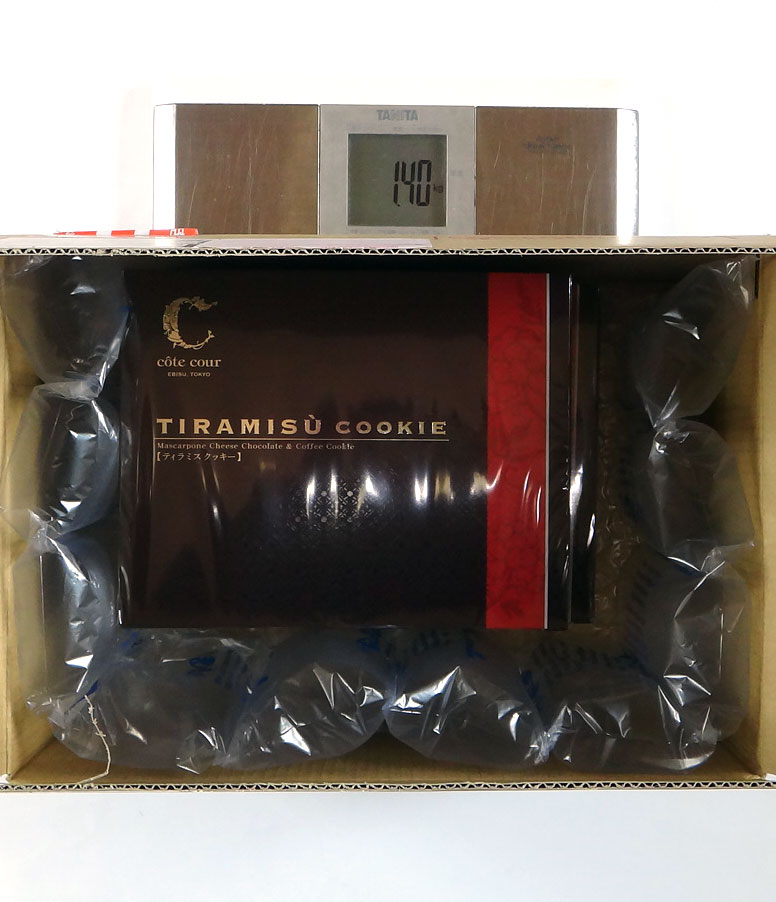 TANITA
1.40 kg
côte cour
EBISU, TOKYO
TIRAMISÙ COOKIE
Mascarpone Cheese Chocolate & Coffee Cookie
【ティラミス クッキー】